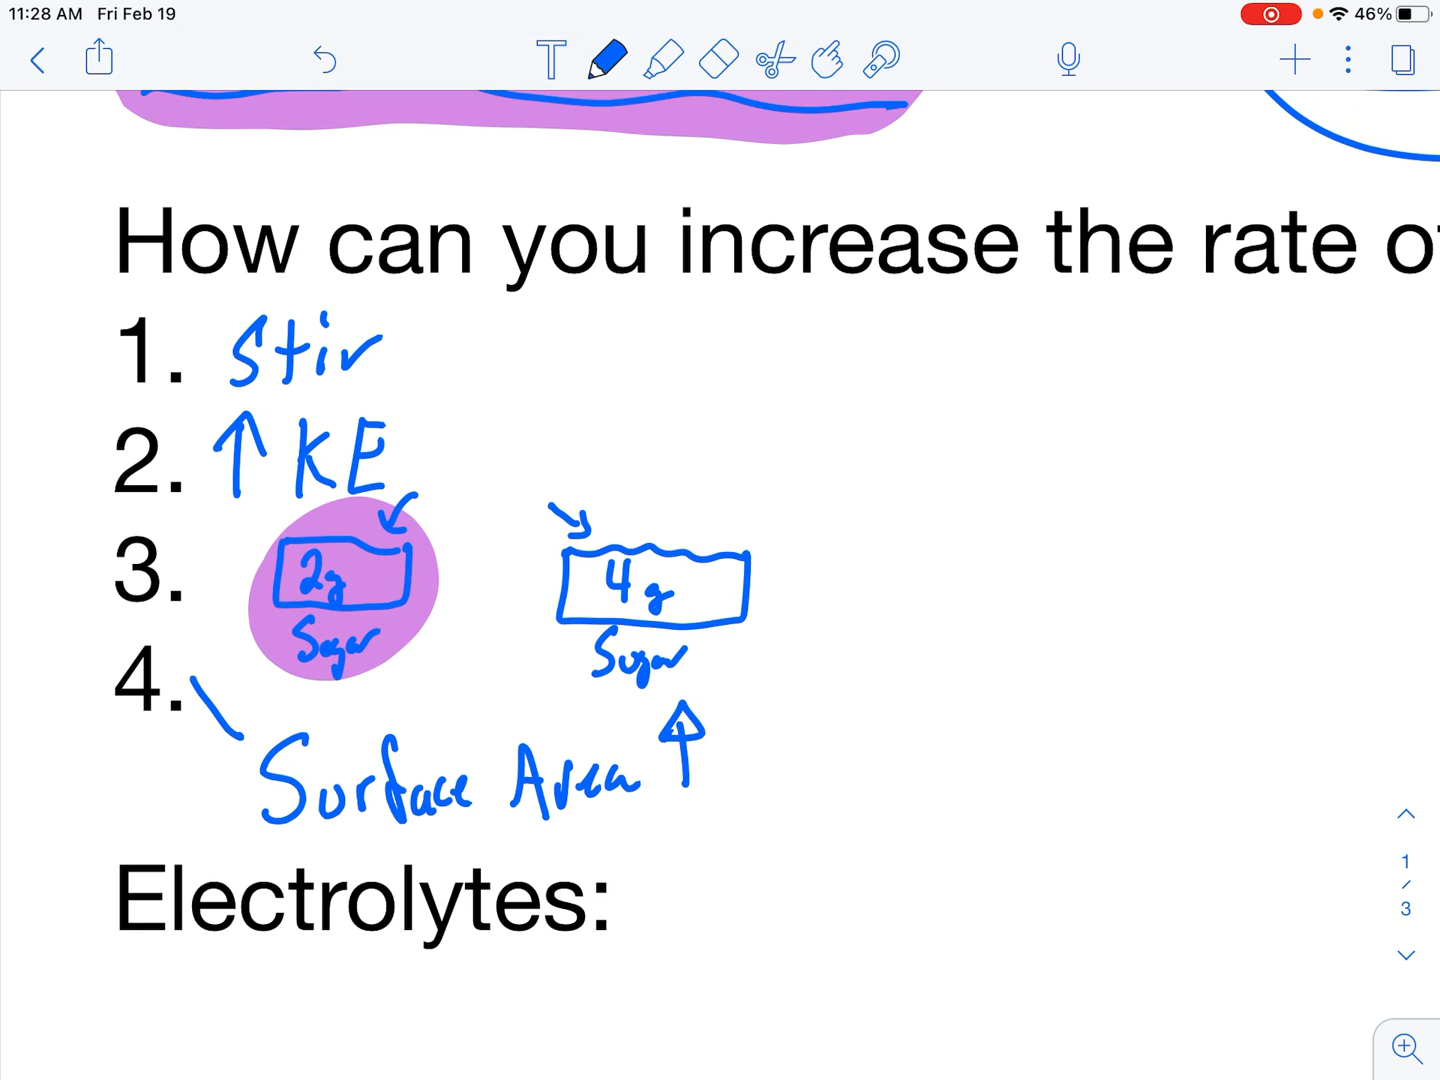 11:28 AM Fri Feb 19 46%
T
How can you increase the rate of
1. Stir
2. ↑ KE
3. 2g Sugar 4g Sugar
4. Surface Area ↑
Electrolytes:
1
/
3